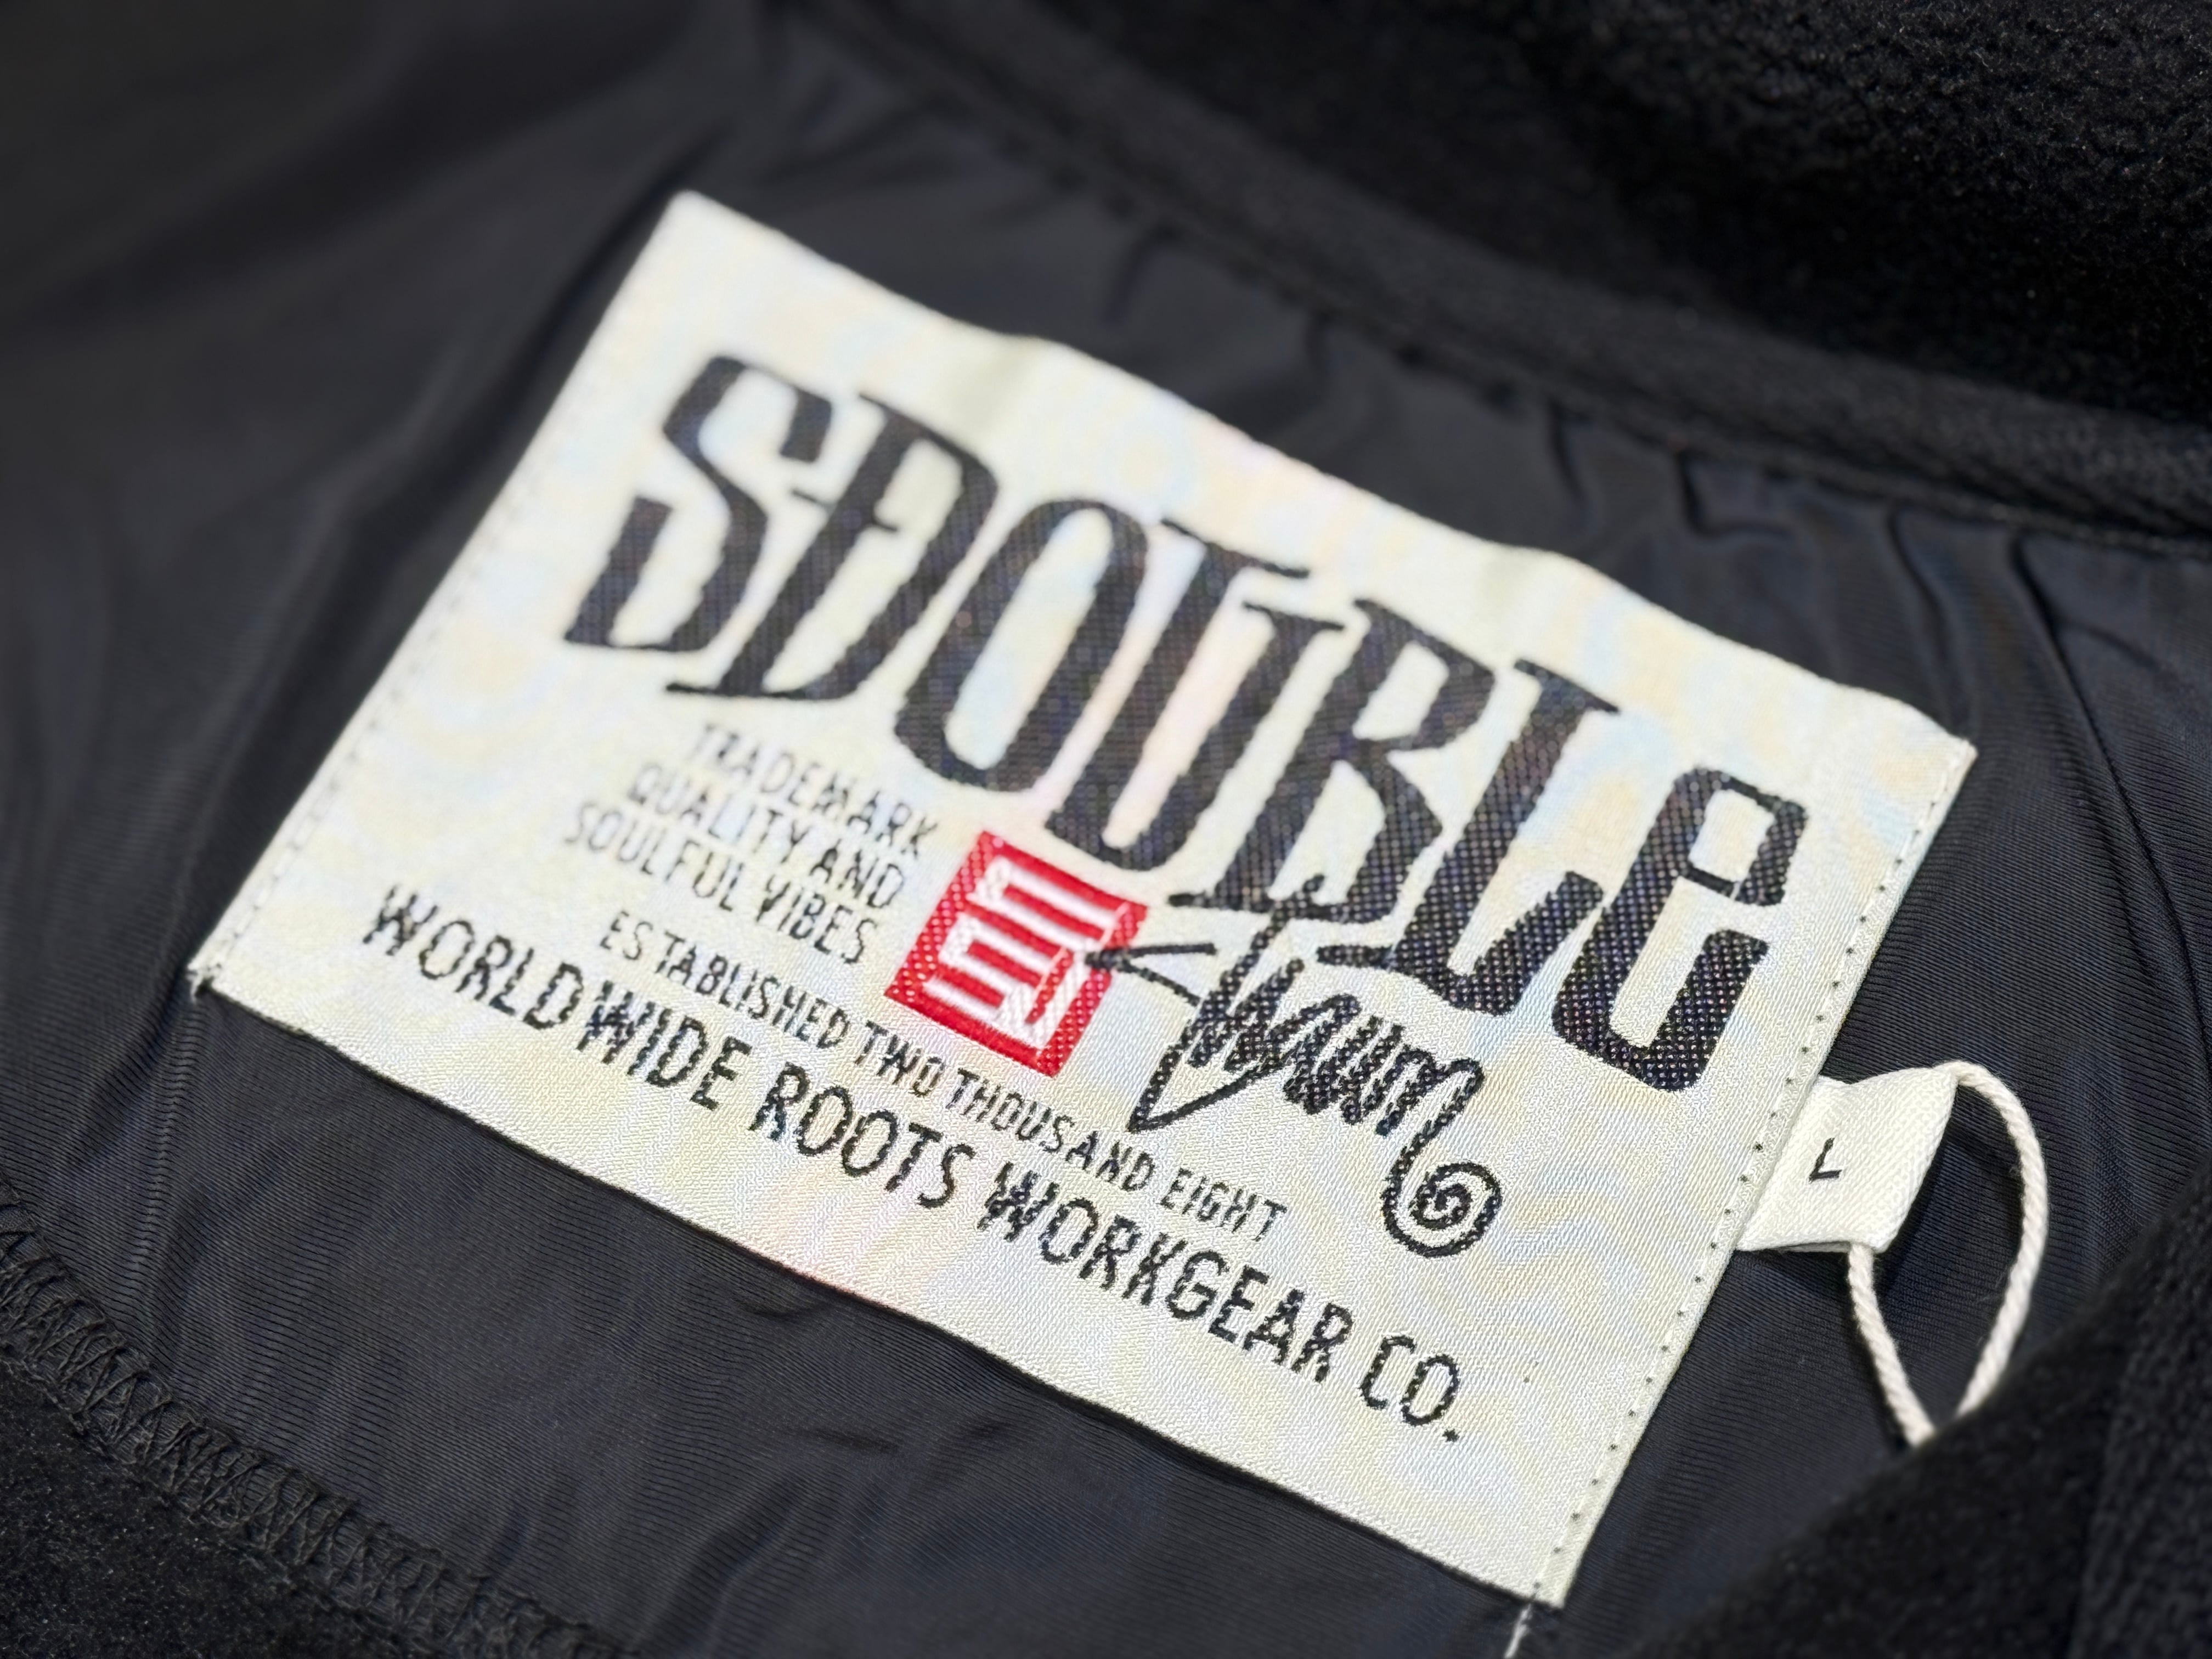 SDOUBLE
TRADEMARK
QUALITY AND
SOULFUL VIBES
ESTABLISHED TWO THOUSAND EIGHT
WORLDWIDE ROOTS WORKGEAR CO.
L